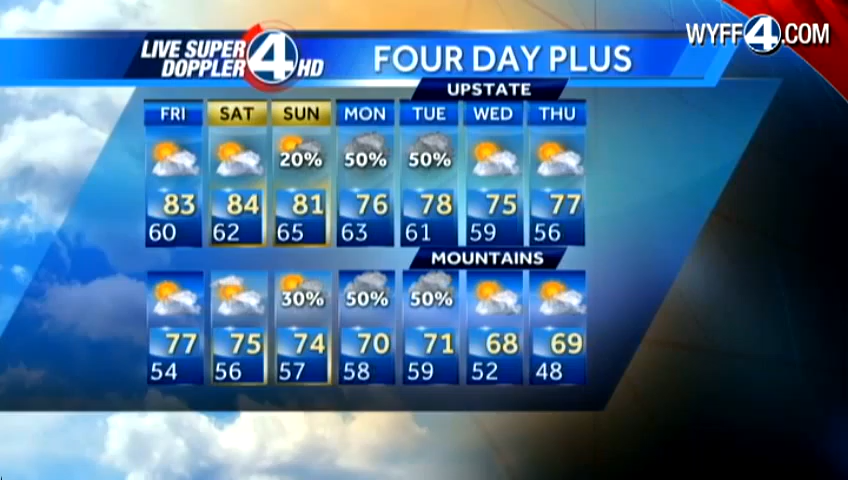 WYFF4.COM
LIVE SUPER DOPPLER 4 HD
FOUR DAY PLUS
UPSTATE
FRI SAT SUN MON TUE WED THU
20% 50% 50%
83 84 81 76 78 75 77
60 62 65 63 61 59 56
MOUNTAINS
30% 50% 50%
77 75 74 70 71 68 69
54 56 57 58 59 52 48